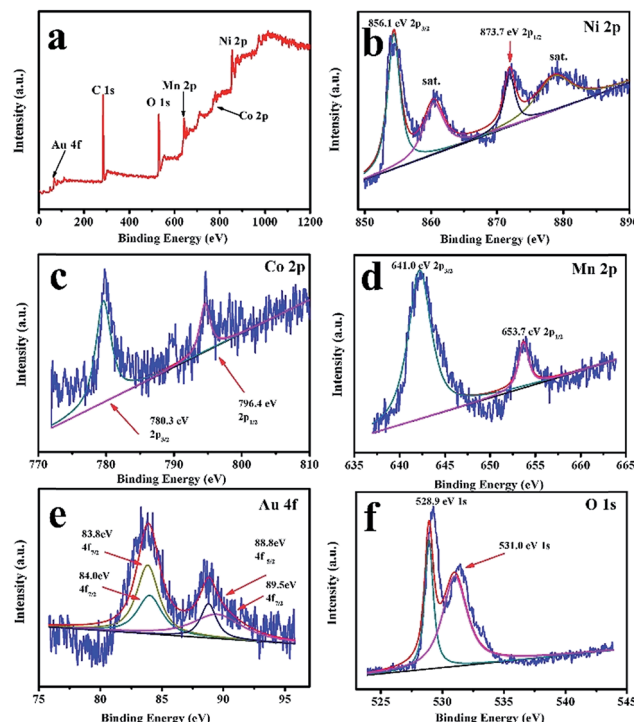 a
Ni 2p
Mn 2p
C 1s
O 1s
Co 2p
Au 4f
Intensity (a.u.)
0 200 400 600 800 1000 1200
Binding Energy (eV)
856.1 eV 2p3/2
b
873.7 eV 2p1/2
Ni 2p
sat.
sat.
Intensity (a.u.)
850 860 870 880 890
Binding Energy (eV)
c
Co 2p
796.4 eV
2p1/2
780.3 eV
2p3/2
Intensity (a.u.)
770 780 790 800 810
Binding Energy (eV)
641.0 eV 2p3/2
d
Mn 2p
653.7 eV 2p1/2
Intensity (a.u.)
635 640 645 650 655 660 665
Binding Energy (eV)
e
Au 4f
83.8eV
4f7/2
88.8eV
4f 5/2
84.0eV
4f7/2
89.5eV
4f7/2
Intensity (a.u.)
75 80 85 90 95
Binding Energy (eV)
f
O 1s
528.9 eV 1s
531.0 eV 1s
Intensity (a.u.)
525 530 535 540 545
Binding Energy (eV)